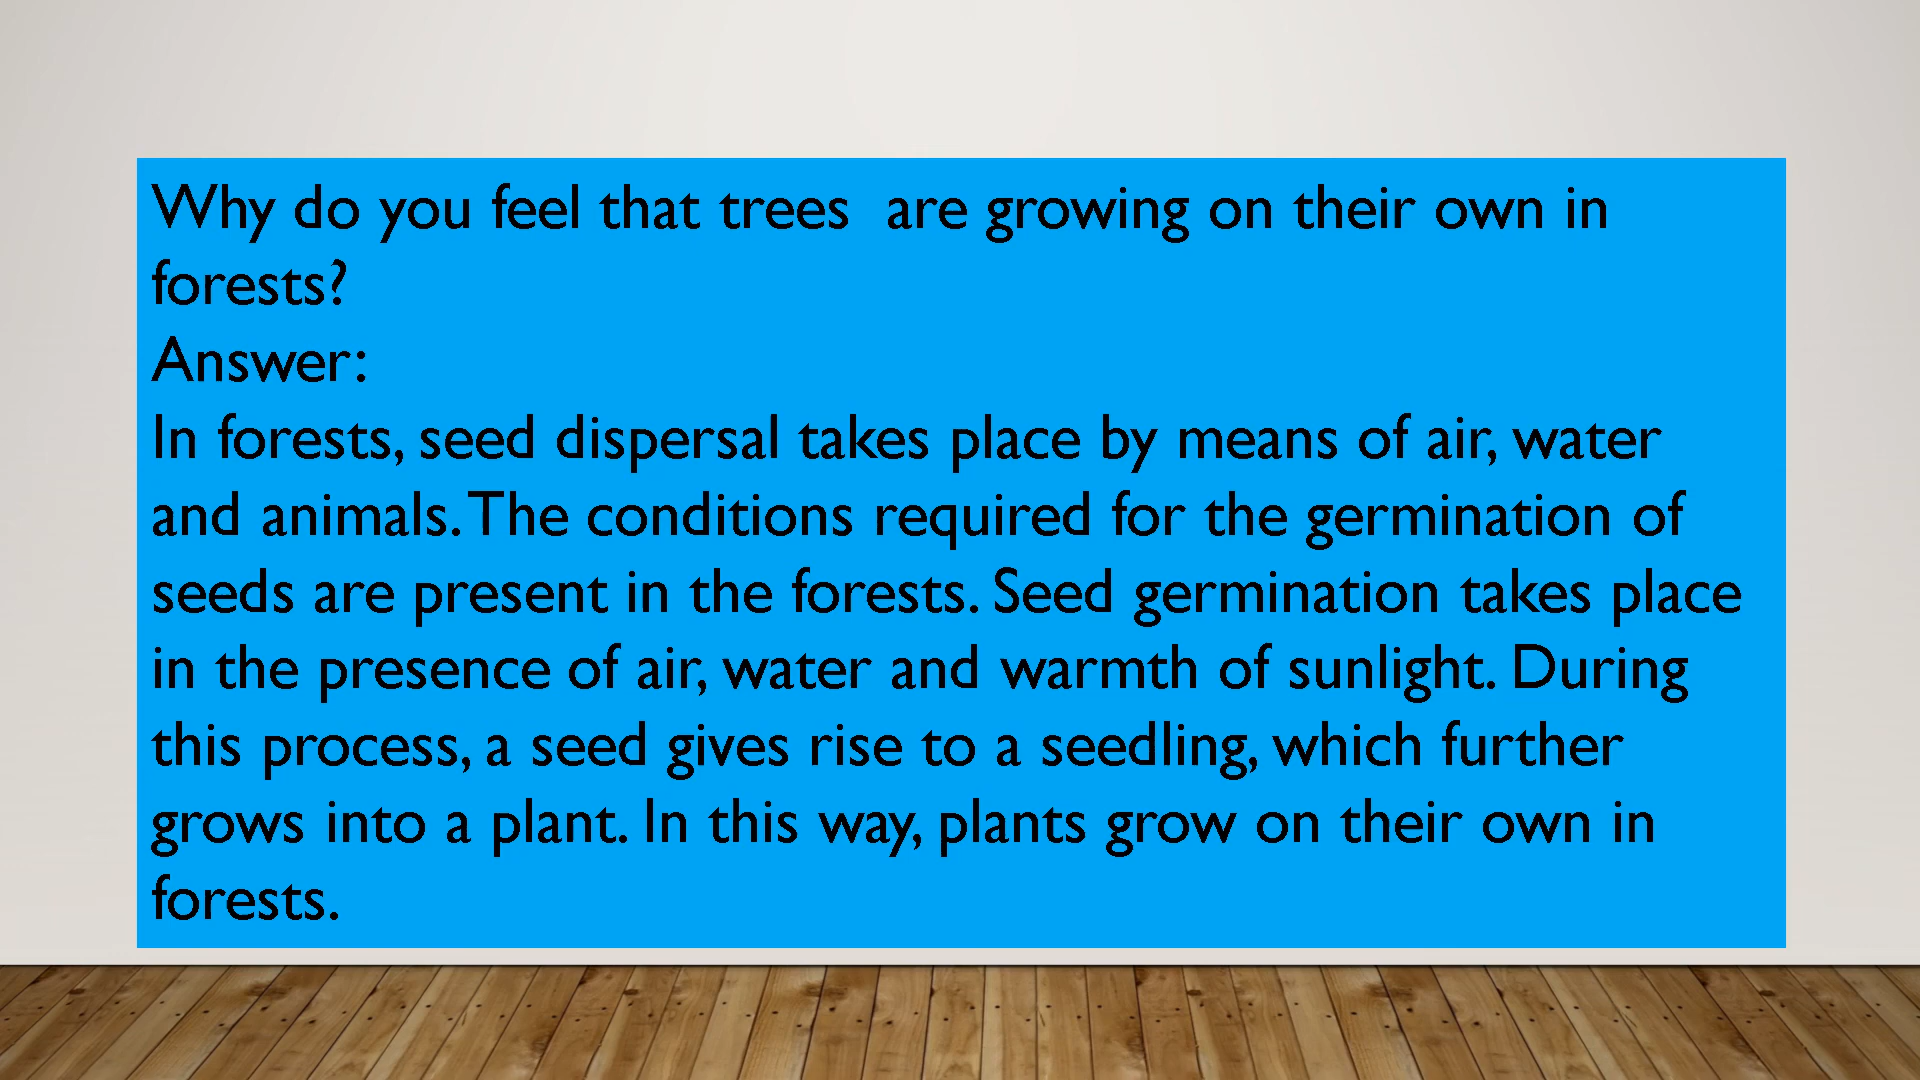 Why do you feel that trees  are growing on their own in
forests?
Answer:
In forests, seed dispersal takes place by means of air, water
and animals. The conditions required for the germination of
seeds are present in the forests. Seed germination takes place
in the presence of air, water and warmth of sunlight. During
this process, a seed gives rise to a seedling, which further
grows into a plant. In this way, plants grow on their own in
forests.